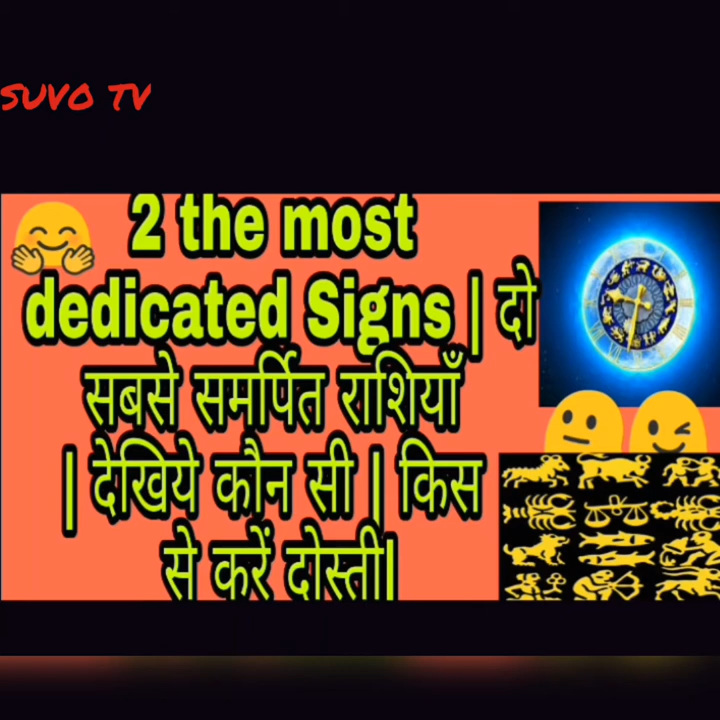 SUVO TV
2 the most
dedicated Signs | दो
सबसे समर्पित राशियाँ
| देखिये कौन सी | किस
से करें दोस्ती|